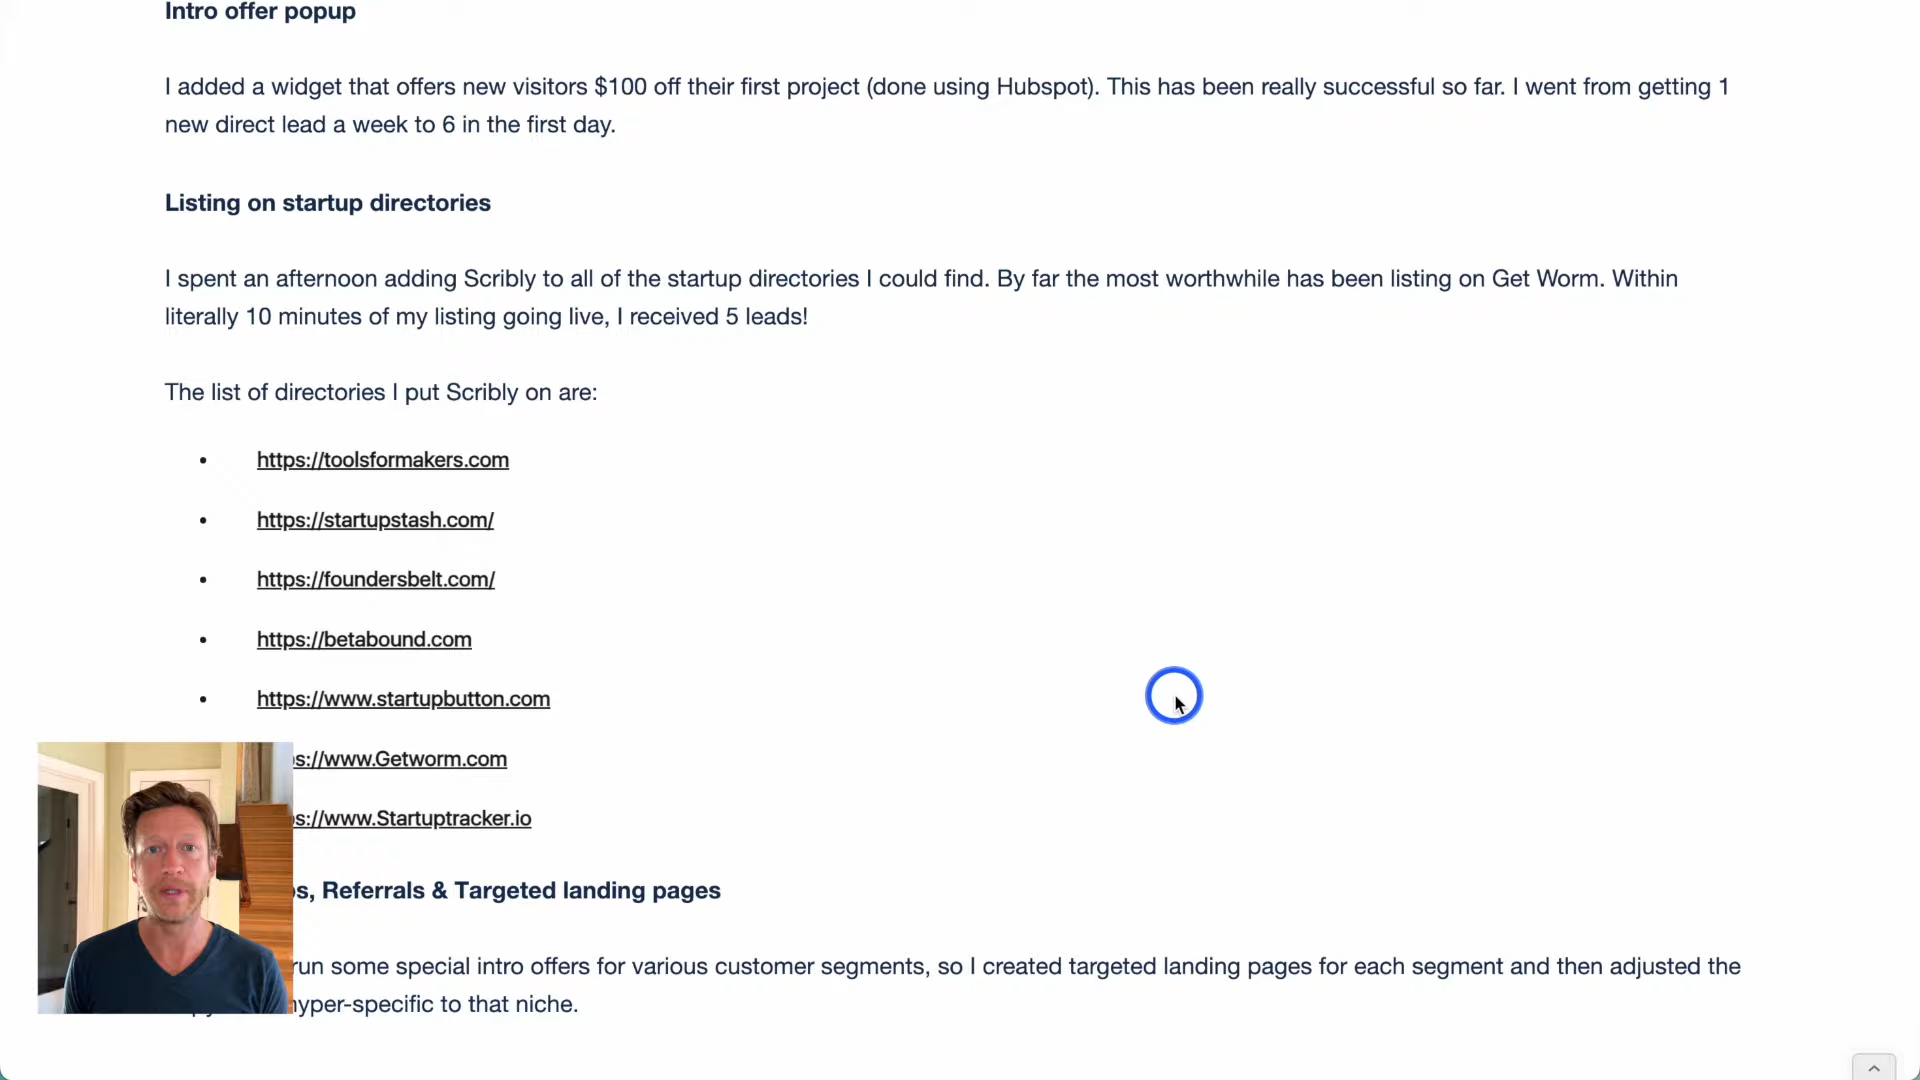 Intro offer popup
I added a widget that offers new visitors $100 off their first project (done using Hubspot). This has been really successful so far. I went from getting 1
new direct lead a week to 6 in the first day.
Listing on startup directories
I spent an afternoon adding Scribly to all of the startup directories I could find. By far the most worthwhile has been listing on Get Worm. Within
literally 10 minutes of my listing going live, I received 5 leads!
The list of directories I put Scribly on are:
• https://toolsformakers.com
• https://startupstash.com/
• https://foundersbelt.com/
• https://betabound.com
• https://www.startupbutton.com
s://www.Getworm.com
s://www.Startuptracker.io
s, Referrals & Targeted landing pages
run some special intro offers for various customer segments, so I created targeted landing pages for each segment and then adjusted the
hyper-specific to that niche.